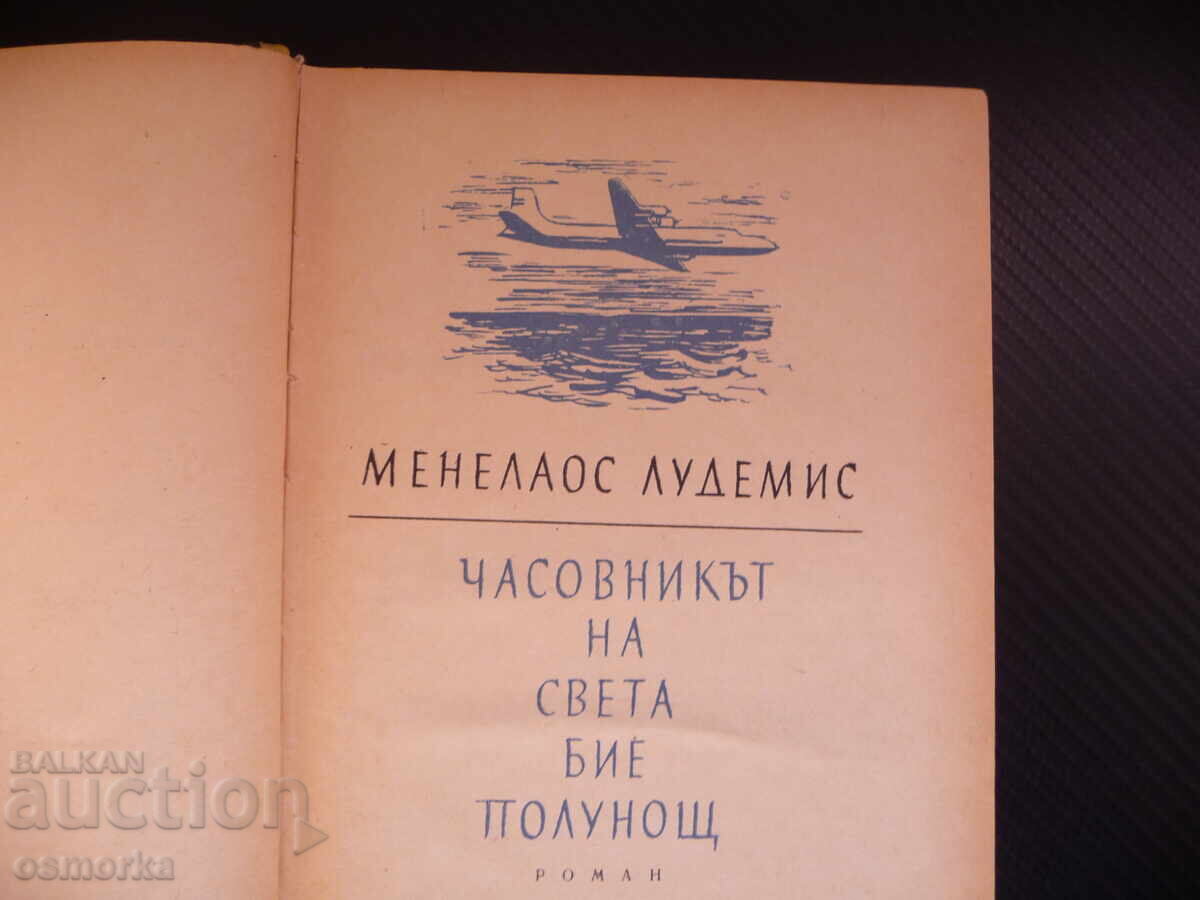 МЕНЕЛАОС ЛУДЕМИС
ЧАСОВНИКЪТ
НА
СВЕТА
БИЕ
ПОЛУНОЩ
РОМАН
BALKAN
auction
osmorka